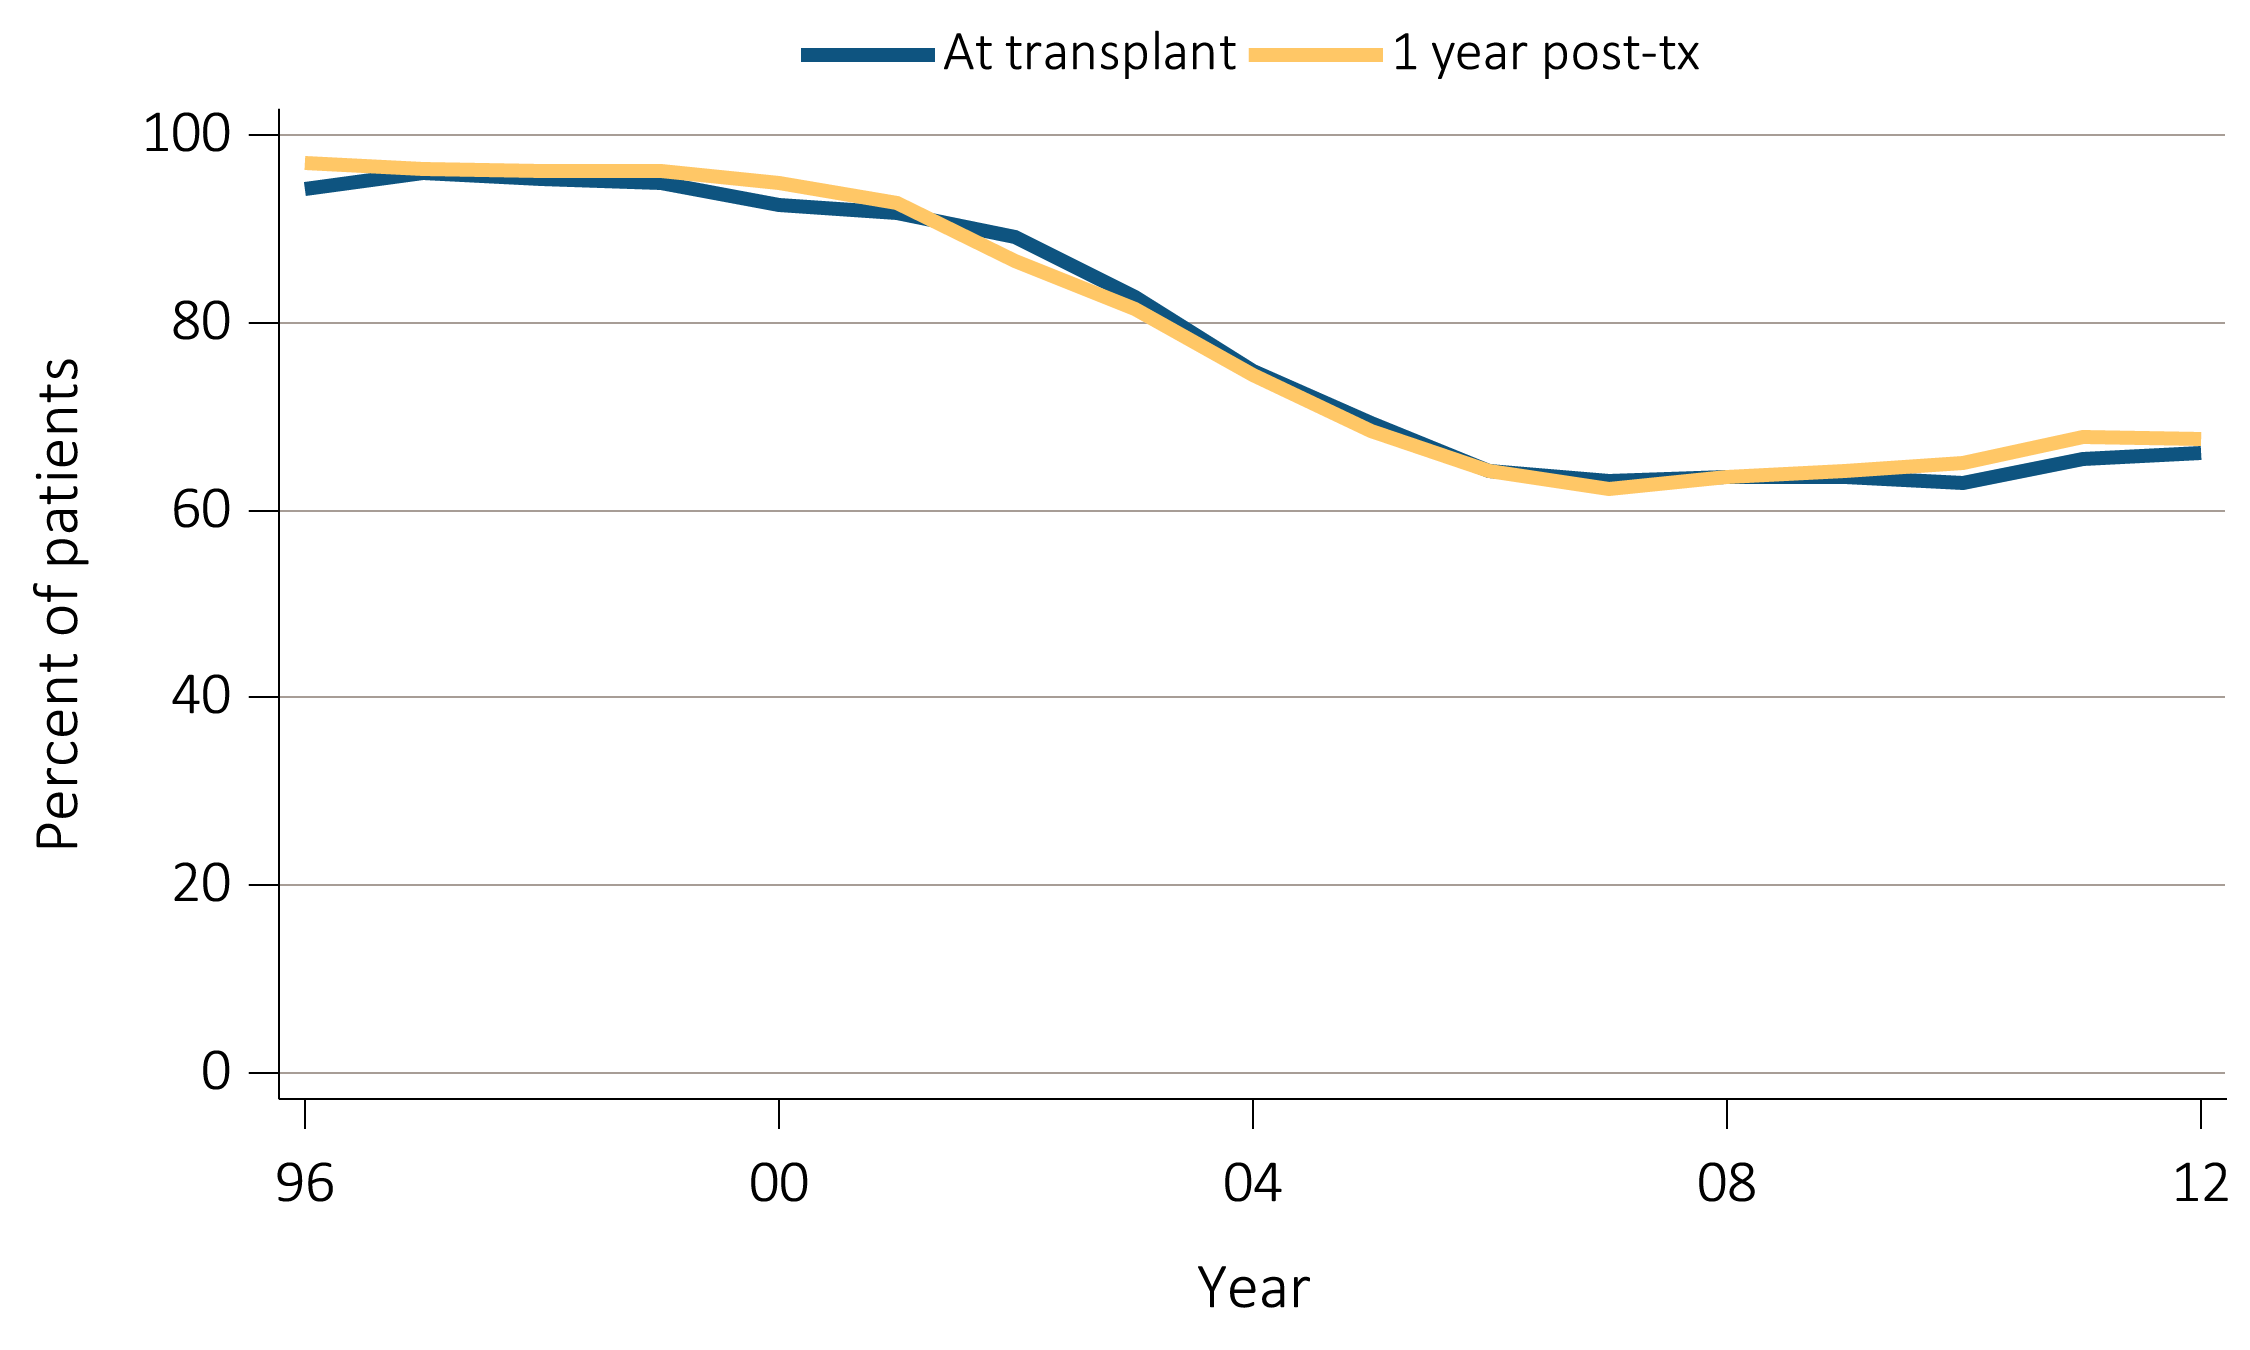 At transplant 1 year post-tx
100
80
60
40
20
0
Percent of patients
96 00 04 08 12
Year